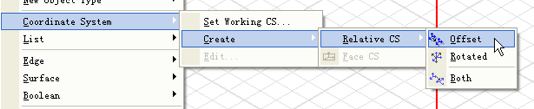 New Object Type
Coordinate System
Set Working CS...
List
Create
Relative CS
Offset
Edit...
Face CS
Rotated
Edge
Surface
Both
Boolean